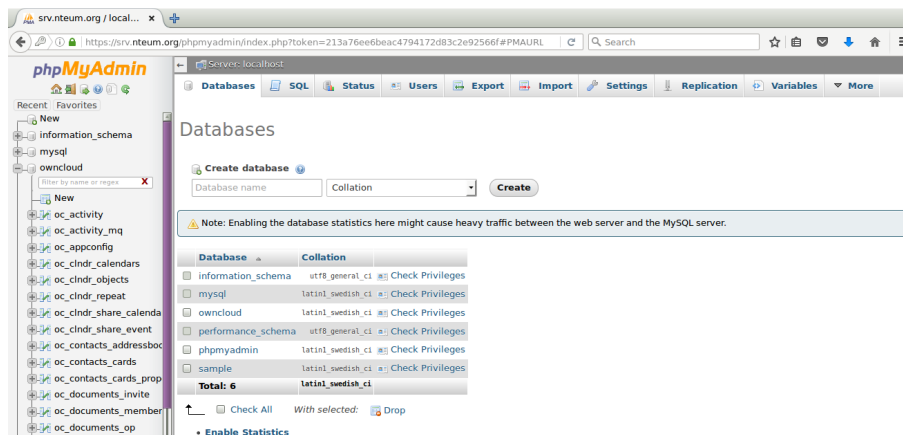 srv.nteum.org / local... x
https://srv.nteum.org/phpmyadmin/index.php?token=213a76ee6beac4794172d83c2e92566f#PMAURL
Search
phpMyAdmin
Recent Favorites
New
information_schema
mysql
owncloud
Filter by name or regex X
New
oc_activity
oc_activity_mq
oc_appconfig
oc_clndr_calendars
oc_clndr_objects
oc_clndr_repeat
oc_clndr_share_calenda
oc_clndr_share_event
oc_contacts_addressboo
oc_contacts_cards
oc_contacts_cards_prop
oc_documents_invite
oc_documents_member
oc_documents_op
Server: localhost
Databases SQL Status Users Export Import Settings Replication Variables More
Databases
Create database
Database name Collation Create
Note: Enabling the database statistics here might cause heavy traffic between the web server and the MySQL server.
Database Collation
information_schema utf8_general_ci Check Privileges
mysql latin1_swedish_ci Check Privileges
owncloud latin1_swedish_ci Check Privileges
performance_schema utf8_general_ci Check Privileges
phpmyadmin latin1_swedish_ci Check Privileges
sample latin1_swedish_ci Check Privileges
Total: 6 latin1_swedish_ci
Check All With selected: Drop
• Enable Statistics